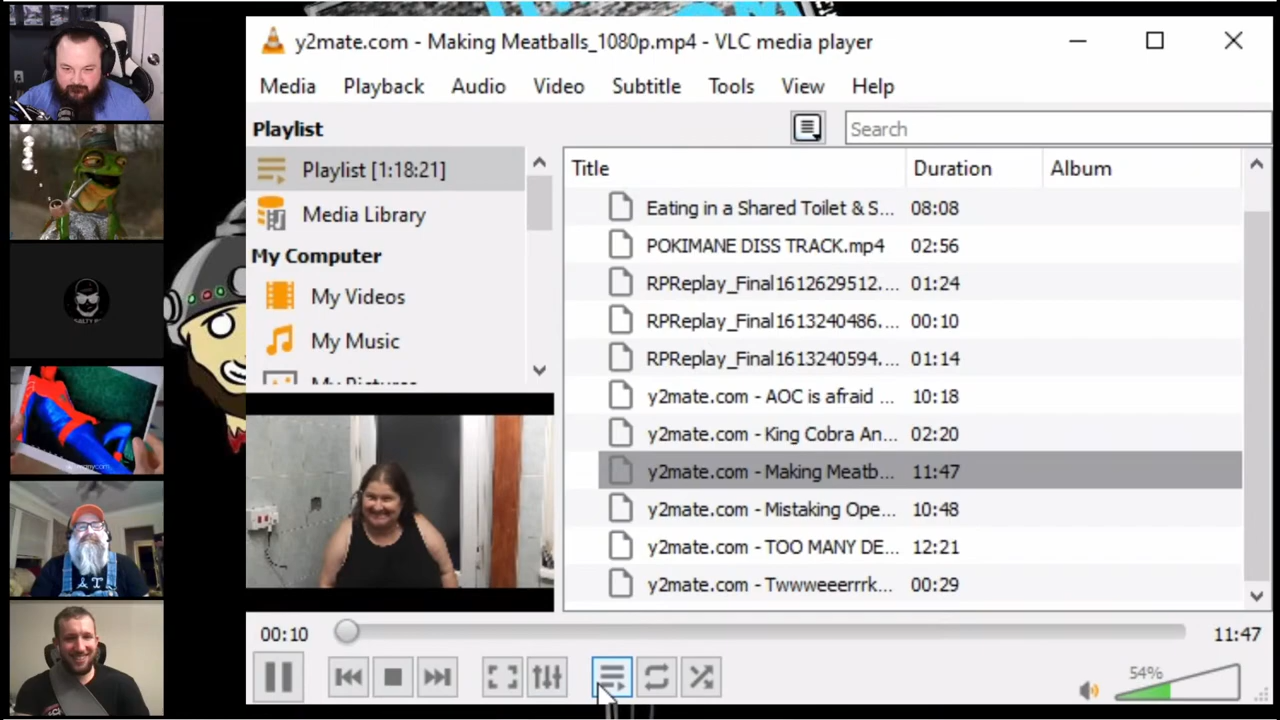 y2mate.com - Making Meatballs_1080p.mp4 - VLC media player
Media Playback Audio Video Subtitle Tools View Help
Playlist
Search
Playlist [1:18:21]
Media Library
My Computer
My Videos
My Music
My Pictures
Title Duration Album
Eating in a Shared Toilet & S... 08:08
POKIMANE DISS TRACK.mp4 02:56
RPReplay_Final1612629512.... 01:24
RPReplay_Final1613240486.... 00:10
RPReplay_Final1613240594.... 01:14
y2mate.com - AOC is afraid ... 10:18
y2mate.com - King Cobra An... 02:20
y2mate.com - Making Meatb... 11:47
y2mate.com - Mistaking Ope... 10:48
y2mate.com - TOO MANY DE... 12:21
y2mate.com - Twwweeerrrk... 00:29
00:10
11:47
54%